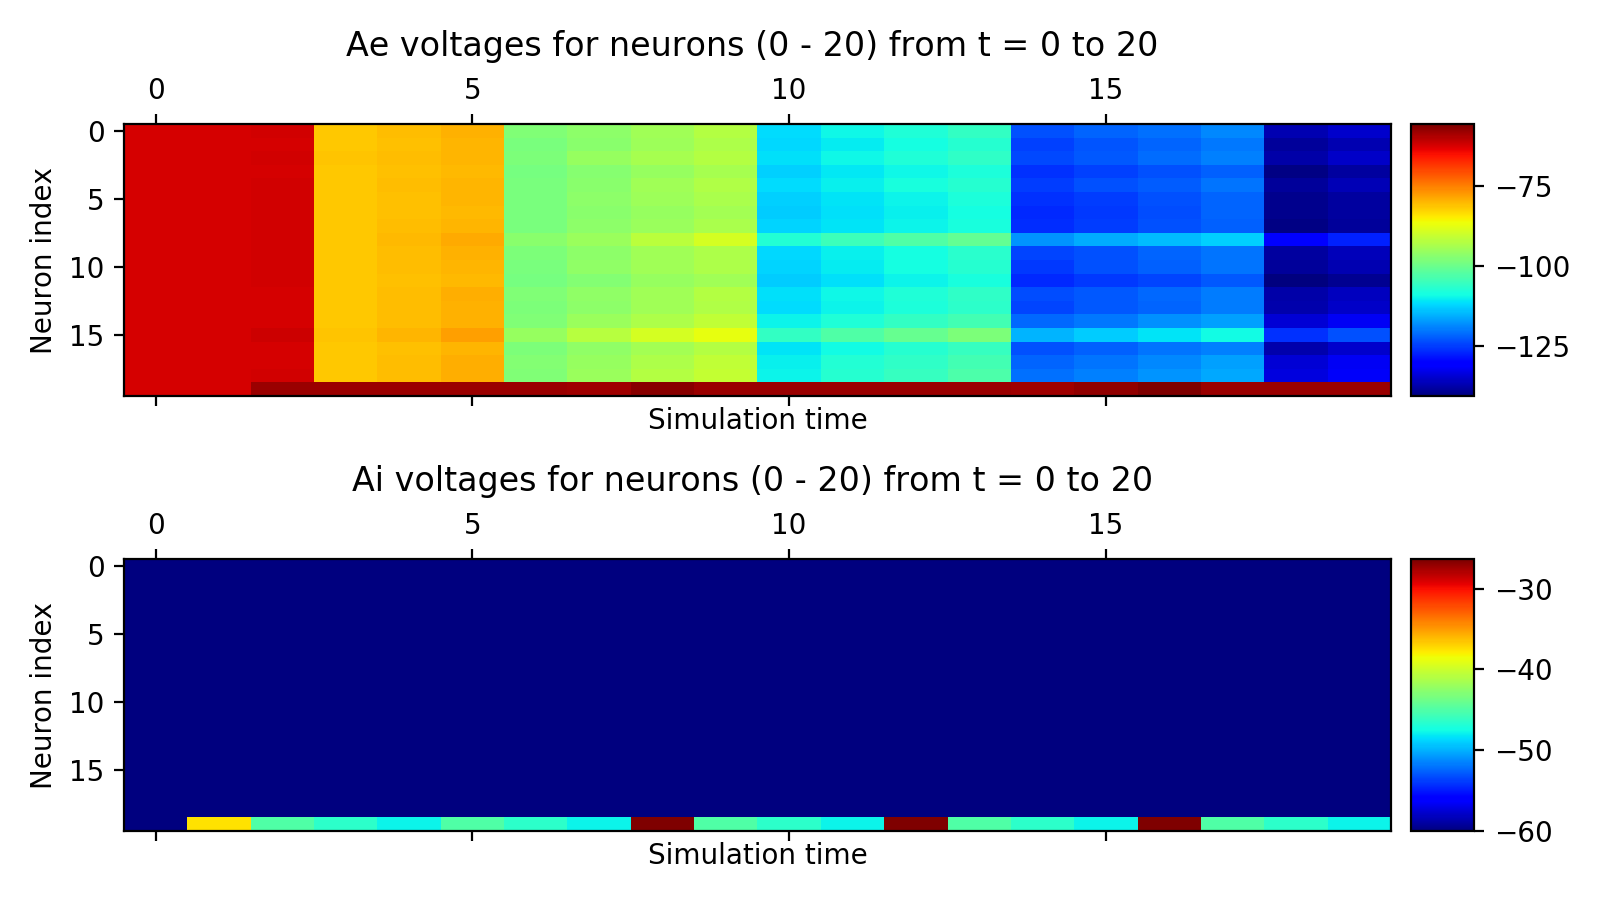 Ae voltages for neurons (0 - 20) from t = 0 to 20
0 5 10 15
Neuron index
0
5
10
15
−75
−100
−125
Simulation time
Ai voltages for neurons (0 - 20) from t = 0 to 20
0 5 10 15
Neuron index
0
5
10
15
−30
−40
−50
−60
Simulation time